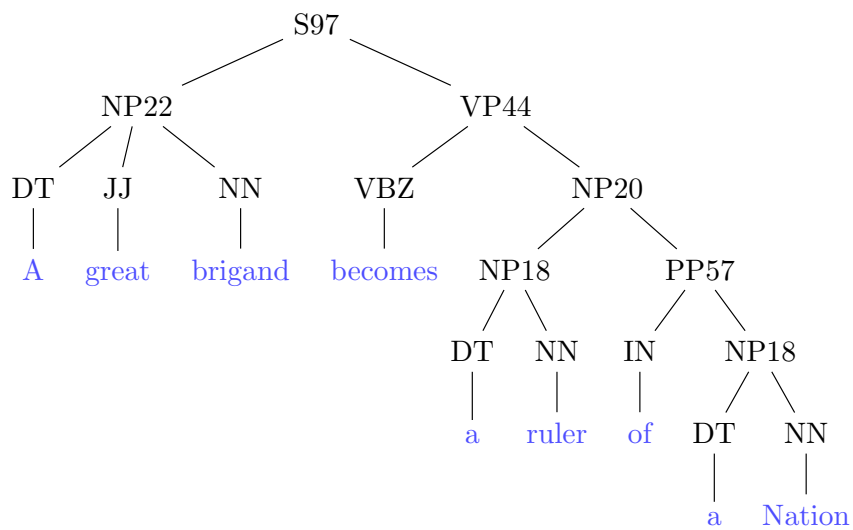 S97
NP22 VP44
DT JJ NN VBZ NP20
A great brigand becomes NP18 PP57
DT NN IN NP18
a ruler of DT NN
a Nation